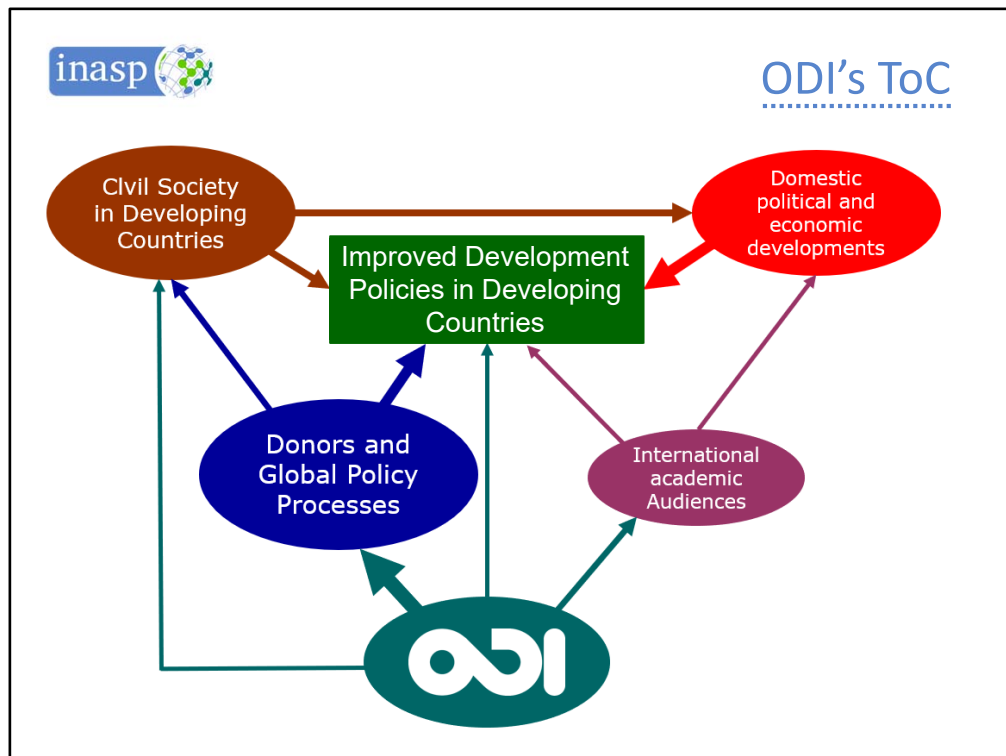 inasp
ODI's ToC
CIvil Society
in Developing
Countries
Domestic
political and
economic
developments
Improved Development
Policies in Developing
Countries
Donors and
Global Policy
Processes
International
academic
Audiences
ODI